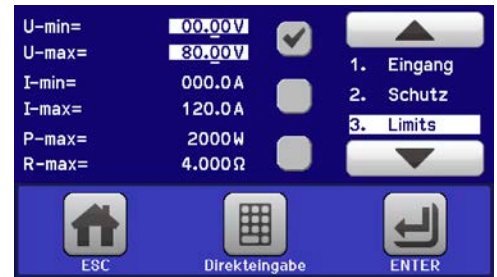 U-min= 00.00V
U-max= 80.00V
I-min= 000.0A
I-max= 120.0A
P-max= 2000W
R-max= 4.000Ω
1. Eingang
2. Schutz
3. Limits
ESC
Direkteingabe
ENTER